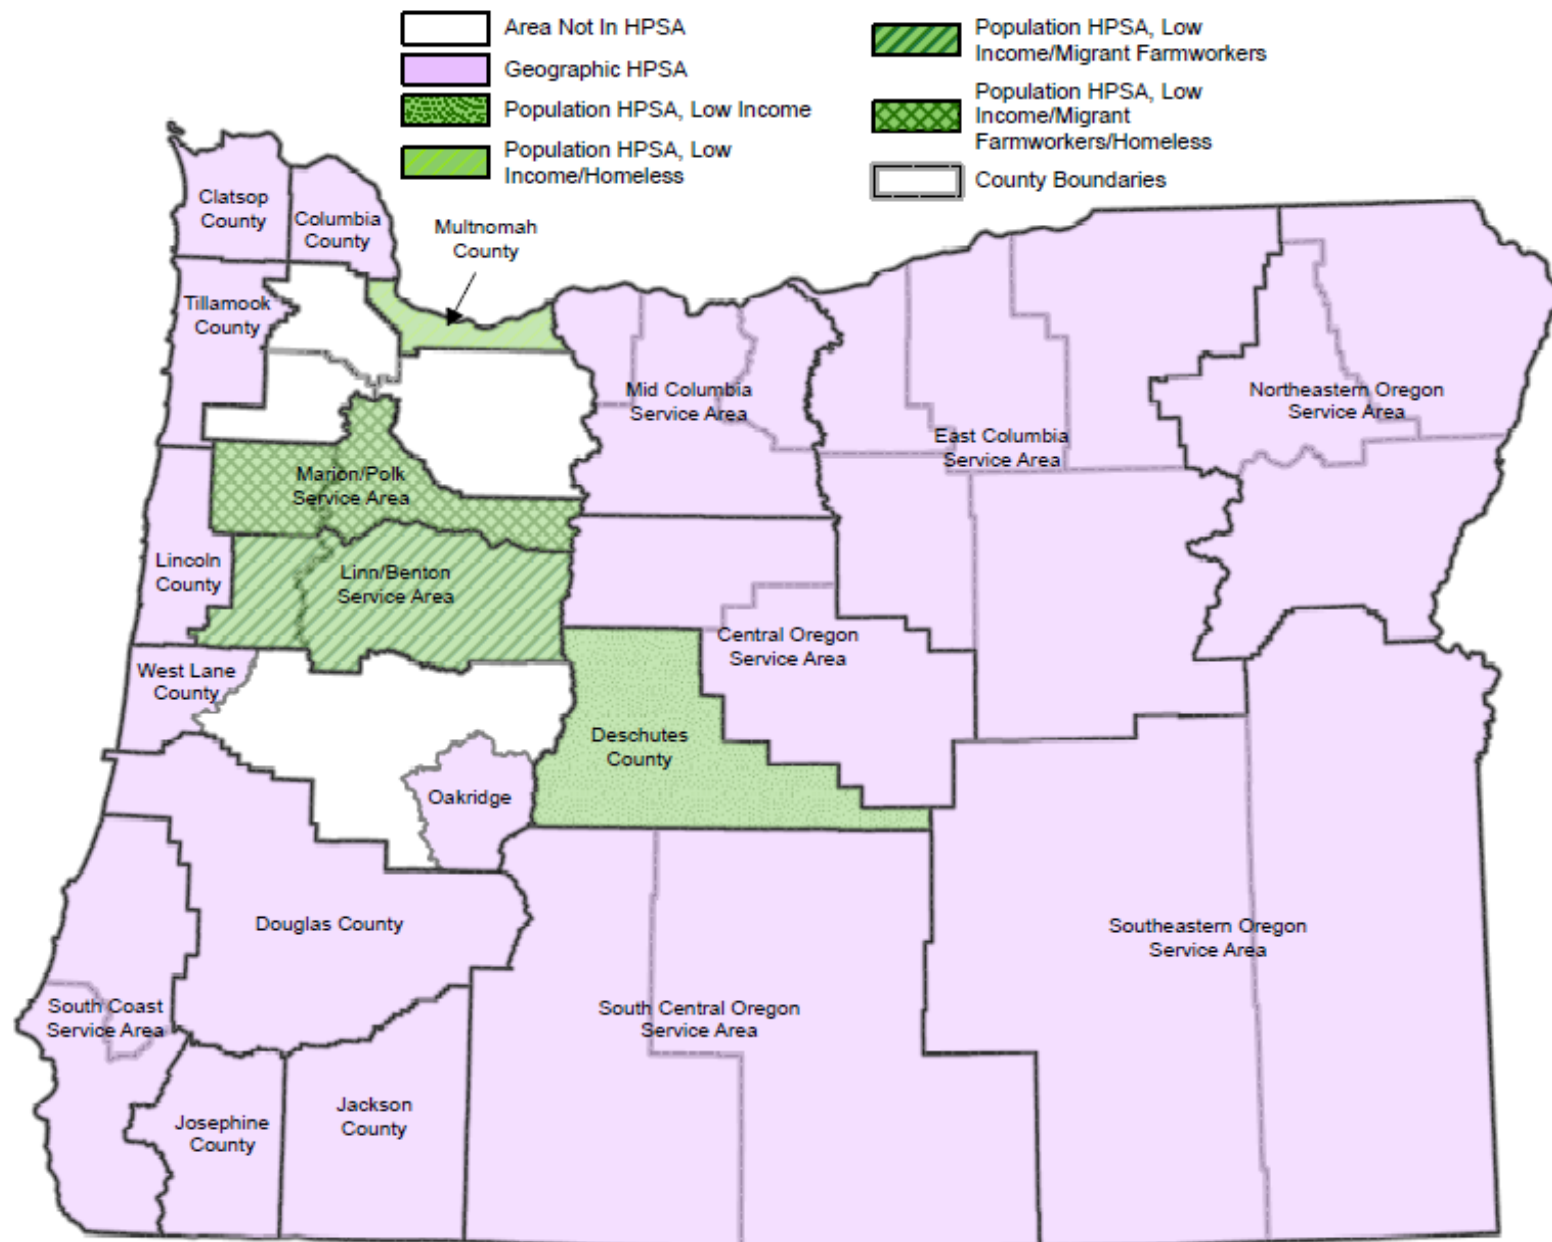 Area Not In HPSA
Geographic HPSA
Population HPSA, Low Income
Population HPSA, Low
Income/Homeless
Population HPSA, Low
Income/Migrant Farmworkers
Population HPSA, Low
Income/Migrant
Farmworkers/Homeless
County Boundaries
Clatsop
County
Columbia
County
Multnomah
County
Tillamook
County
Mid Columbia
Service Area
Northeastern Oregon
Service Area
East Columbia
Service Area
Marion/Polk
Service Area
Lincoln
County
Linn/Benton
Service Area
Central Oregon
Service Area
West Lane
County
Deschutes
County
Oakridge
Douglas County
Southeastern Oregon
Service Area
South Coast
Service Area
South Central Oregon
Service Area
Josephine
County
Jackson
County